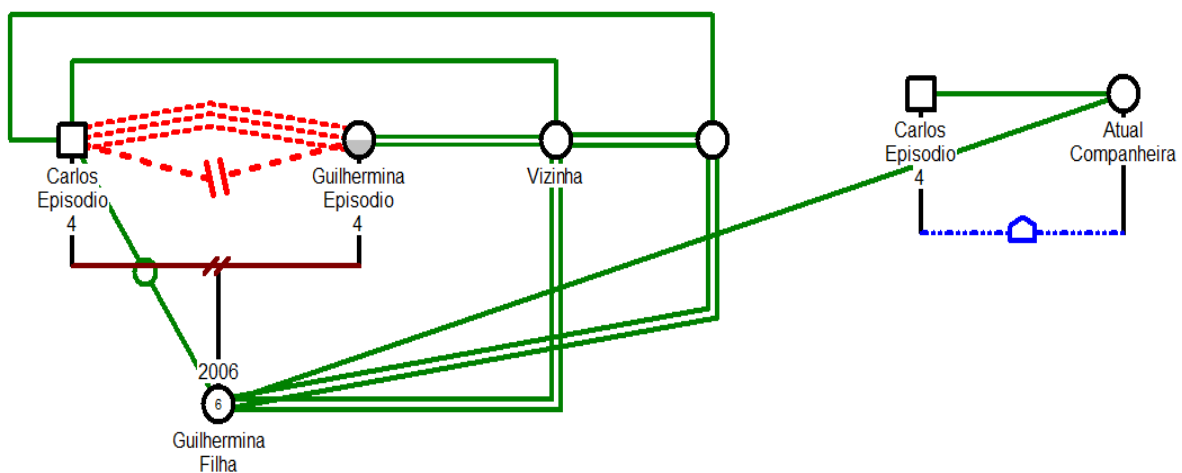 Carlos
Episodio
4
Guilhermina
Episodio
4
Vizinha
Carlos
Episodio
4
Atual
Companheira
2006
6
Guilhermina
Filha